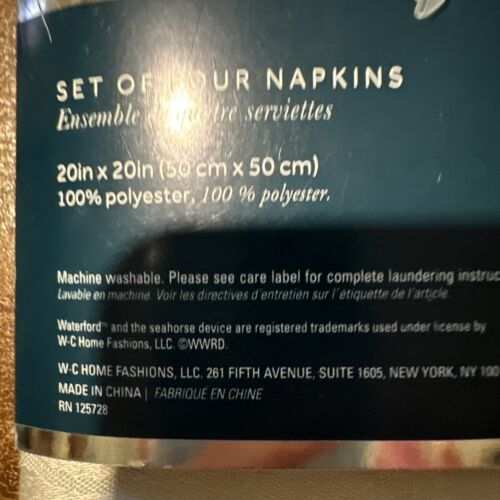 SET OF FOUR NAPKINS
Ensemble de quatre serviettes
20in x 20in (50 cm x 50 cm)
100% polyester, 100 % polyester.
Machine washable. Please see care label for complete laundering instruc
Lavable en machine. Voir les directives d'entretien sur l'étiquette de l'article.
Waterford™ and the seahorse device are registered trademarks used under license by
W-C Home Fashions, LLC. ©WWRD.
W-C HOME FASHIONS, LLC. 261 FIFTH AVENUE, SUITE 1605, NEW YORK, NY 100
MADE IN CHINA | FABRIQUÉ EN CHINE
RN 125728